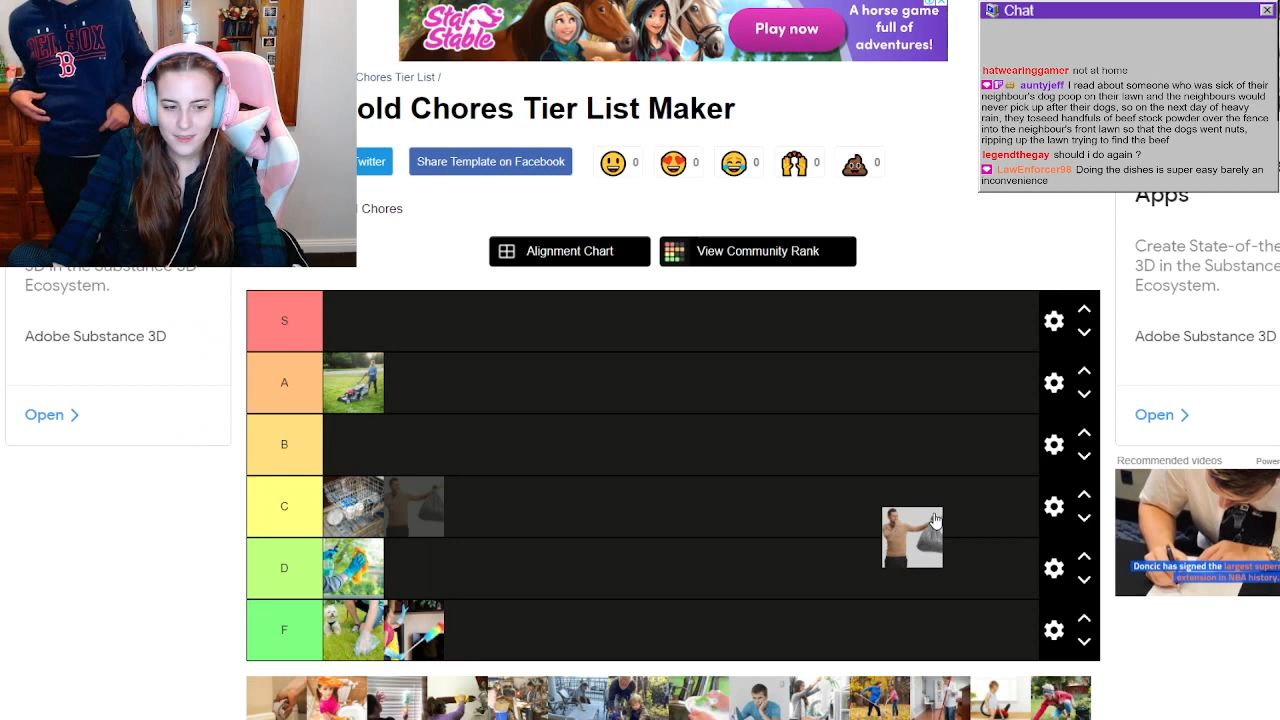 RED SOX
B
Star Stable
Play now
A horse game
full of
adventures!
Chat
hatwearinggamer not at home
auntyjeff I read about someone who was sick of their
neighbour's dog poop on their lawn and the neighbours would
never pick up after their dogs, so on the next day of heavy
rain, they toseed handfuls of beef stock powder over the fence
into the neighbour's front lawn so that the dogs went nuts,
ripping up the lawn trying to find the beef
legendthegay should i do again ?
LawEnforcer98 Doing the dishes is super easy barely an
inconvenience
Chores Tier List /
old Chores Tier List Maker
Twitter
Share Template on Facebook
0
0
0
0
0
Chores
Alignment Chart
View Community Rank
3D in the Substance 3D
Ecosystem.
Adobe Substance 3D
Open
Apps
Create State-of-the
3D in the Substance
Ecosystem.
Adobe Substance 3D
Open
S
A
B
C
D
F
Recommended videos
Power
Doncic has signed the largest supers
extension in NBA history.